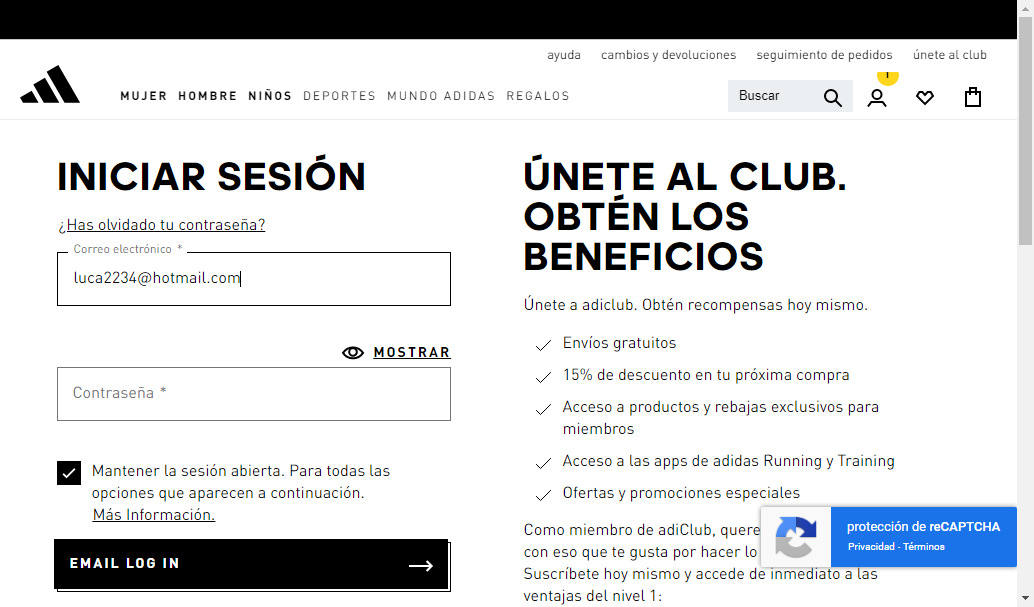 ayuda cambios y devoluciones seguimiento de pedidos únete al club
MUJER HOMBRE NIÑOS DEPORTES MUNDO ADIDAS REGALOS
Buscar
1
INICIAR SESIÓN
¿Has olvidado tu contraseña?
Correo electrónico *
luca2234@hotmail.com
MOSTRAR
Contraseña *
Mantener la sesión abierta. Para todas las
opciones que aparecen a continuación.
Más Información.
EMAIL LOG IN
ÚNETE AL CLUB.
OBTÉN LOS
BENEFICIOS
Únete a adiclub. Obtén recompensas hoy mismo.
Envíos gratuitos
15% de descuento en tu próxima compra
Acceso a productos y rebajas exclusivos para
miembros
Acceso a las apps de adidas Running y Training
Ofertas y promociones especiales
Como miembro de adiClub, quere
con eso que te gusta por hacer lo
Suscríbete hoy mismo y accede de inmediato a las
ventajas del nivel 1:
protección de reCAPTCHA
Privacidad - Términos